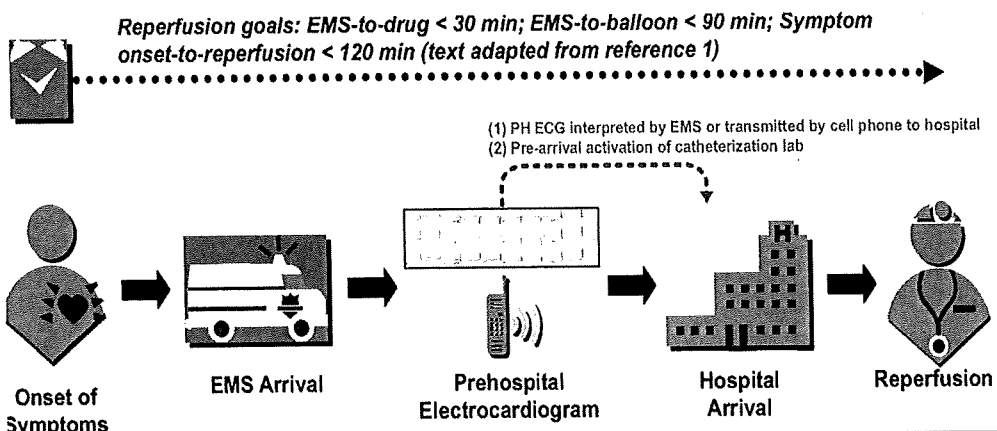 Reperfusion goals: EMS-to-drug < 30 min; EMS-to-balloon < 90 min; Symptom
onset-to-reperfusion < 120 min (text adapted from reference 1)
(1) PH ECG interpreted by EMS or transmitted by cell phone to hospital
(2) Pre-arrival activation of catheterization lab
H
Onset of
Symptoms
EMS Arrival
Prehospital
Electrocardiogram
Hospital
Arrival
Reperfusion